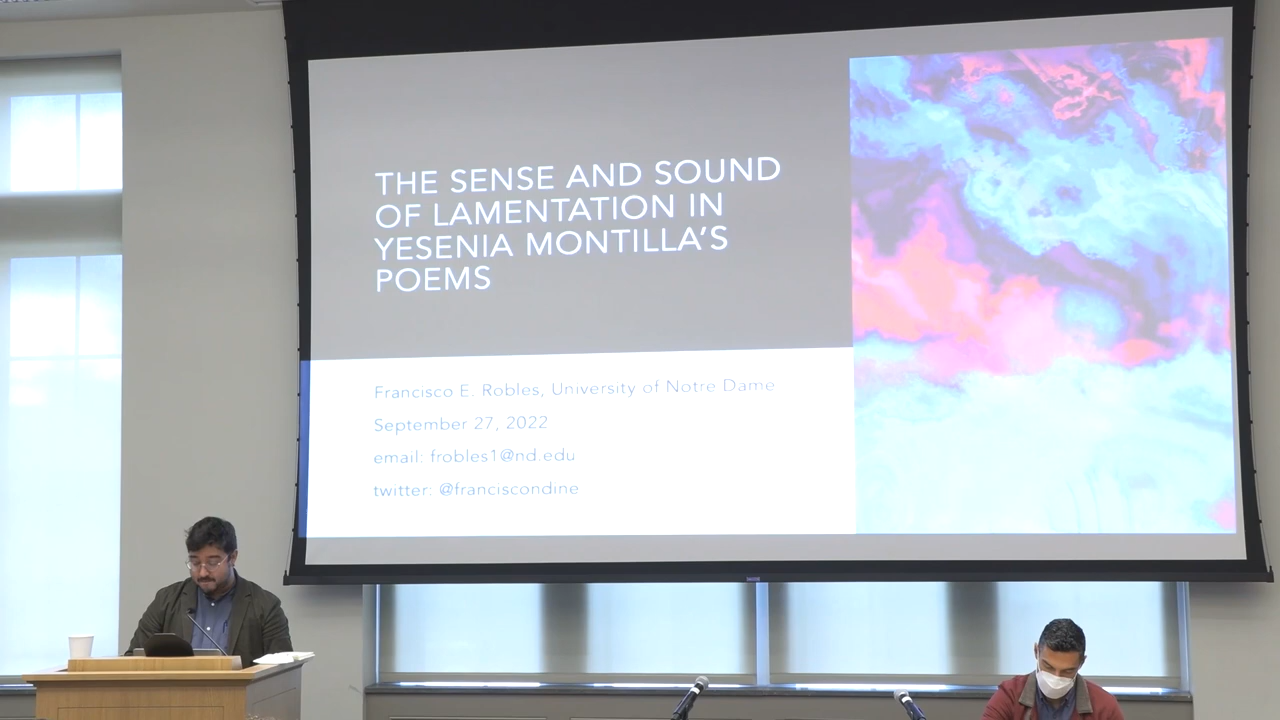 THE SENSE AND SOUND
OF LAMENTATION IN
YESENIA MONTILLA'S
POEMS
Francisco E. Robles, University of Notre Dame
September 27, 2022
email: frobles1@nd.edu
twitter: @franciscondine